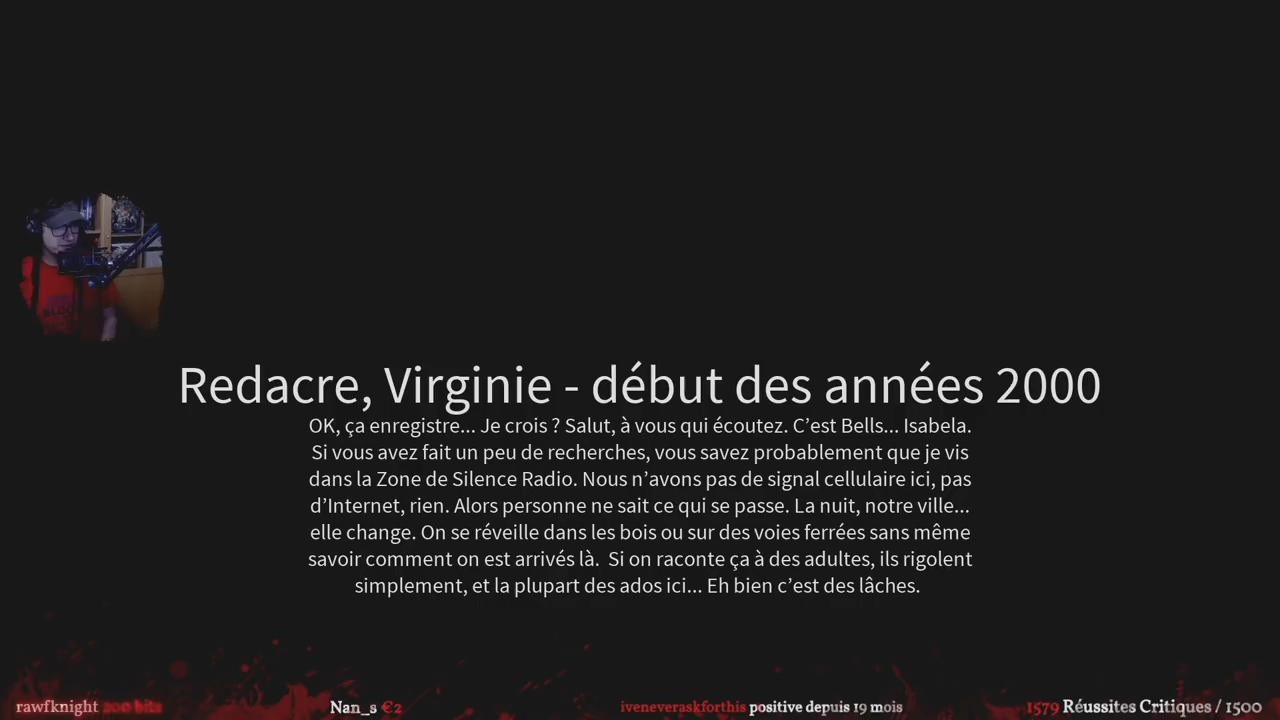 Redacre, Virginie - début des années 2000
OK, ça enregistre... Je crois ? Salut, à vous qui écoutez. C’est Bells... Isabela.
Si vous avez fait un peu de recherches, vous savez probablement que je vis
dans la Zone de Silence Radio. Nous n’avons pas de signal cellulaire ici, pas
d’Internet, rien. Alors personne ne sait ce qui se passe. La nuit, notre ville...
elle change. On se réveille dans les bois ou sur des voies ferrées sans même
savoir comment on est arrivés là.  Si on raconte ça à des adultes, ils rigolent
simplement, et la plupart des ados ici... Eh bien c’est des lâches.
rawfknight 200 bits
Nan_s €2
iveneveraskforthis positive depuis 19 mois
1579 Réussites Critiques / 1500